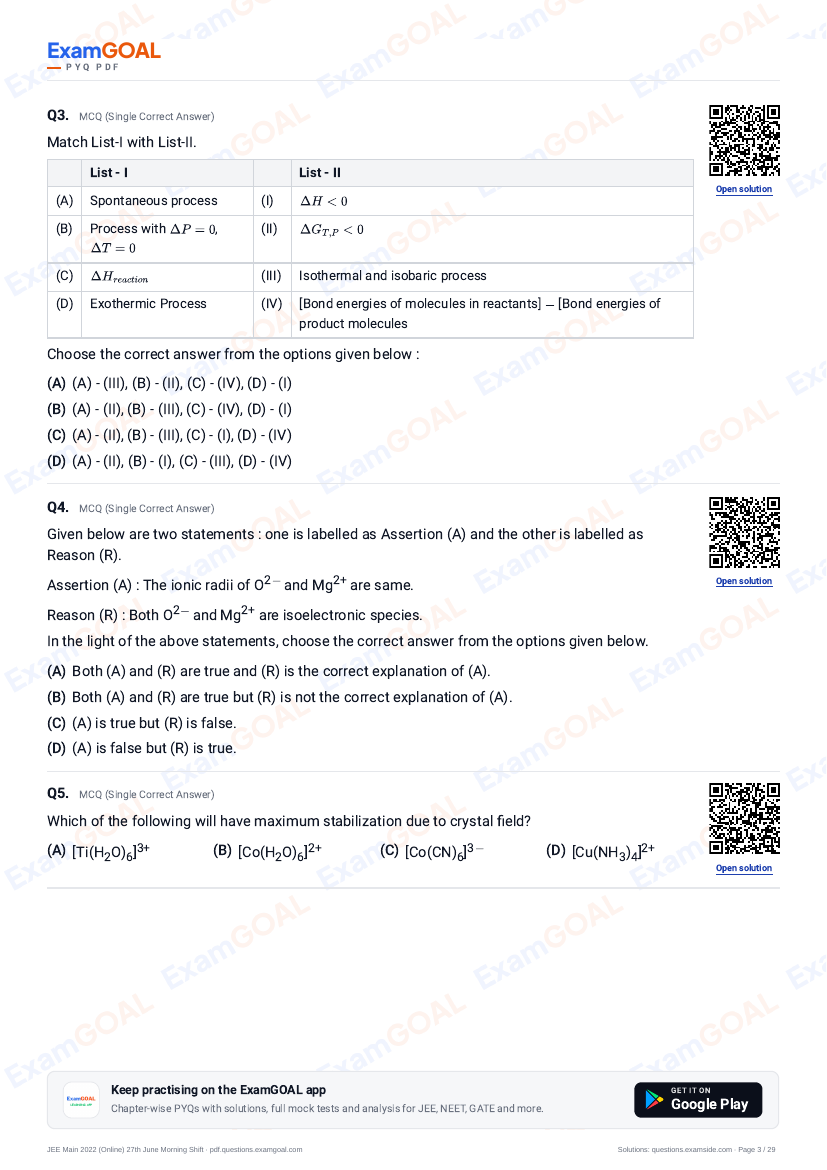 ExamGOAL
PYQ PDF
Q3. MCQ (Single Correct Answer)
Open solution
Match List-I with List-II.
List - I List - II
(A) Spontaneous process (I) ΔH < 0
(B) Process with ΔP = 0, (II) ΔG_{T,P} < 0
ΔT = 0
(C) ΔH_{reaction} (III) Isothermal and isobaric process
(D) Exothermic Process (IV) [Bond energies of molecules in reactants] − [Bond energies of
product molecules
Choose the correct answer from the options given below :
(A) (A) - (III), (B) - (II), (C) - (IV), (D) - (I)
(B) (A) - (II), (B) - (III), (C) - (IV), (D) - (I)
(C) (A) - (II), (B) - (III), (C) - (I), (D) - (IV)
(D) (A) - (II), (B) - (I), (C) - (III), (D) - (IV)
Q4. MCQ (Single Correct Answer)
Open solution
Given below are two statements : one is labelled as Assertion (A) and the other is labelled as
Reason (R).
Assertion (A) : The ionic radii of O²⁻ and Mg²⁺ are same.
Reason (R) : Both O²⁻ and Mg²⁺ are isoelectronic species.
In the light of the above statements, choose the correct answer from the options given below.
(A) Both (A) and (R) are true and (R) is the correct explanation of (A).
(B) Both (A) and (R) are true but (R) is not the correct explanation of (A).
(C) (A) is true but (R) is false.
(D) (A) is false but (R) is true.
Q5. MCQ (Single Correct Answer)
Open solution
Which of the following will have maximum stabilization due to crystal field?
(A) [Ti(H₂O)₆]³⁺ (B) [Co(H₂O)₆]²⁺ (C) [Co(CN)₆]³⁻ (D) [Cu(NH₃)₄]²⁺
Keep practising on the ExamGOAL app
Chapter-wise PYQs with solutions, full mock tests and analysis for JEE, NEET, GATE and more.
GET IT ON
Google Play
JEE Main 2022 (Online) 27th June Morning Shift · pdf.questions.examgoal.com Solutions: questions.examside.com · Page 3 / 29